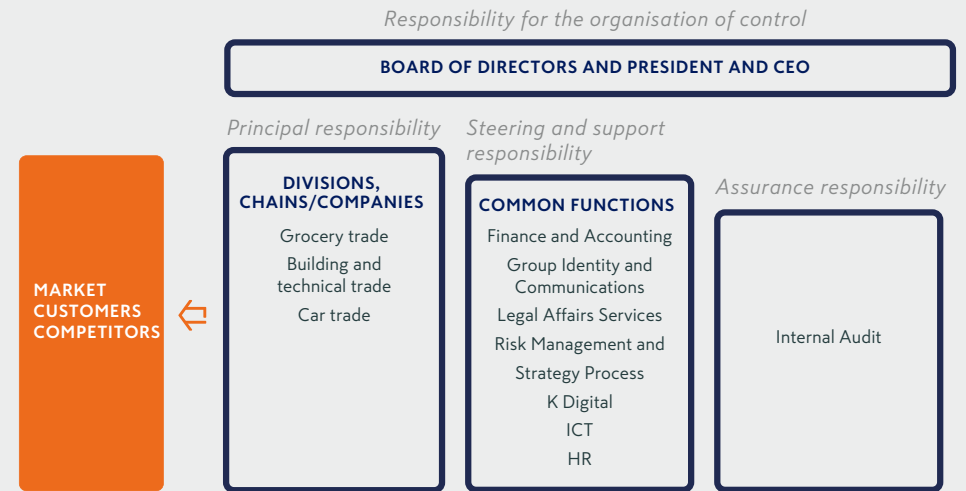 Responsibility for the organisation of control
BOARD OF DIRECTORS AND PRESIDENT AND CEO
Principal responsibility
Steering and support
responsibility
Assurance responsibility
MARKET
CUSTOMERS
COMPETITORS
DIVISIONS,
CHAINS/COMPANIES
Grocery trade
Building and
technical trade
Car trade
COMMON FUNCTIONS
Finance and Accounting
Group Identity and
Communications
Legal Affairs Services
Risk Management and
Strategy Process
K Digital
ICT
HR
Internal Audit